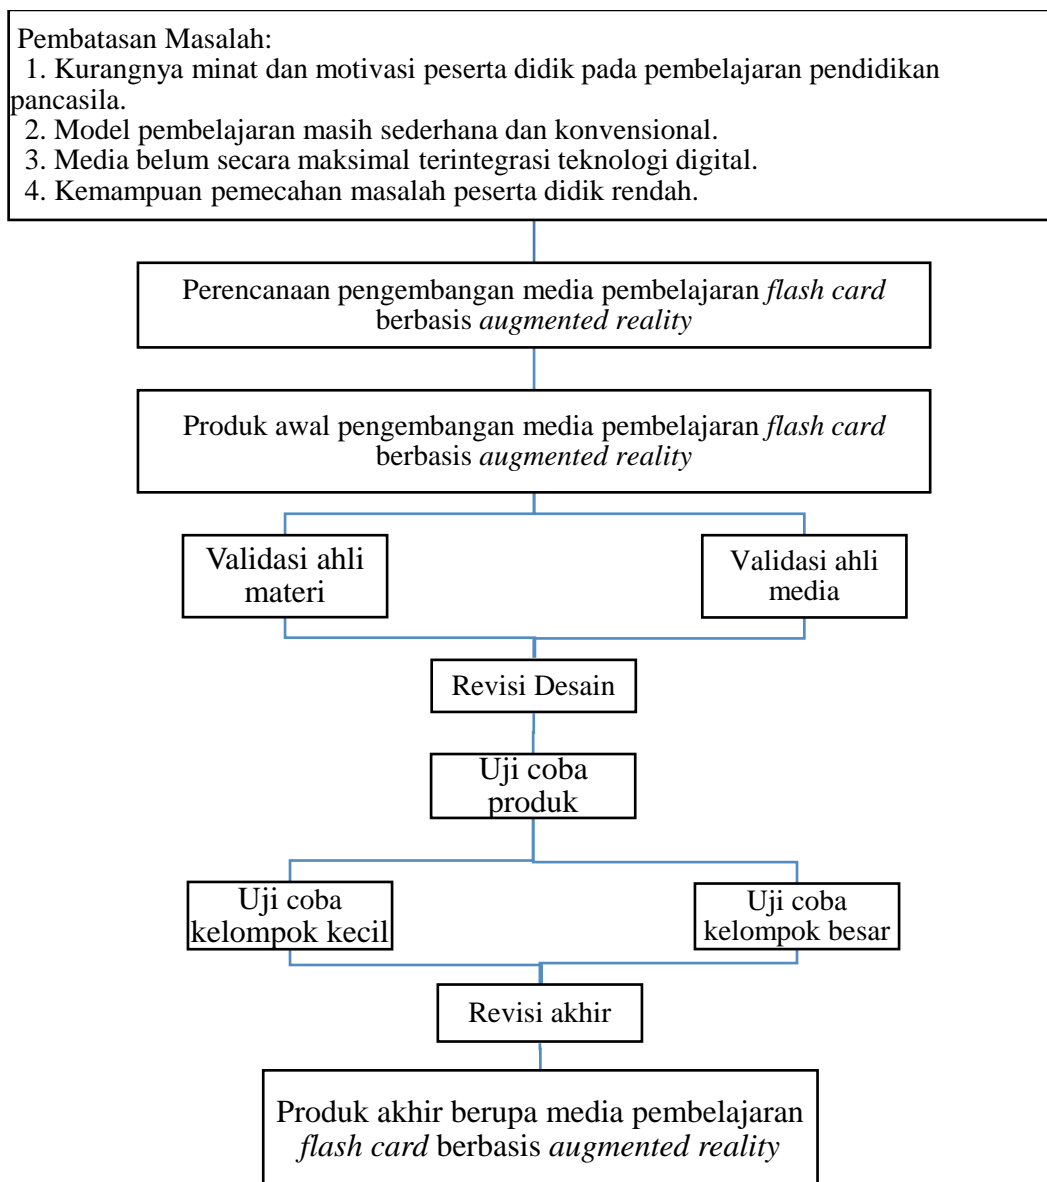 Pembatasan Masalah:
1. Kurangnya minat dan motivasi peserta didik pada pembelajaran pendidikan
pancasila.
2. Model pembelajaran masih sederhana dan konvensional.
3. Media belum secara maksimal terintegrasi teknologi digital.
4. Kemampuan pemecahan masalah peserta didik rendah.
Perencanaan pengembangan media pembelajaran flash card
berbasis augmented reality
Produk awal pengembangan media pembelajaran flash card
berbasis augmented reality
Validasi ahli
materi
Validasi ahli
media
Revisi Desain
Uji coba
produk
Uji coba
kelompok kecil
Uji coba
kelompok besar
Revisi akhir
Produk akhir berupa media pembelajaran
flash card berbasis augmented reality